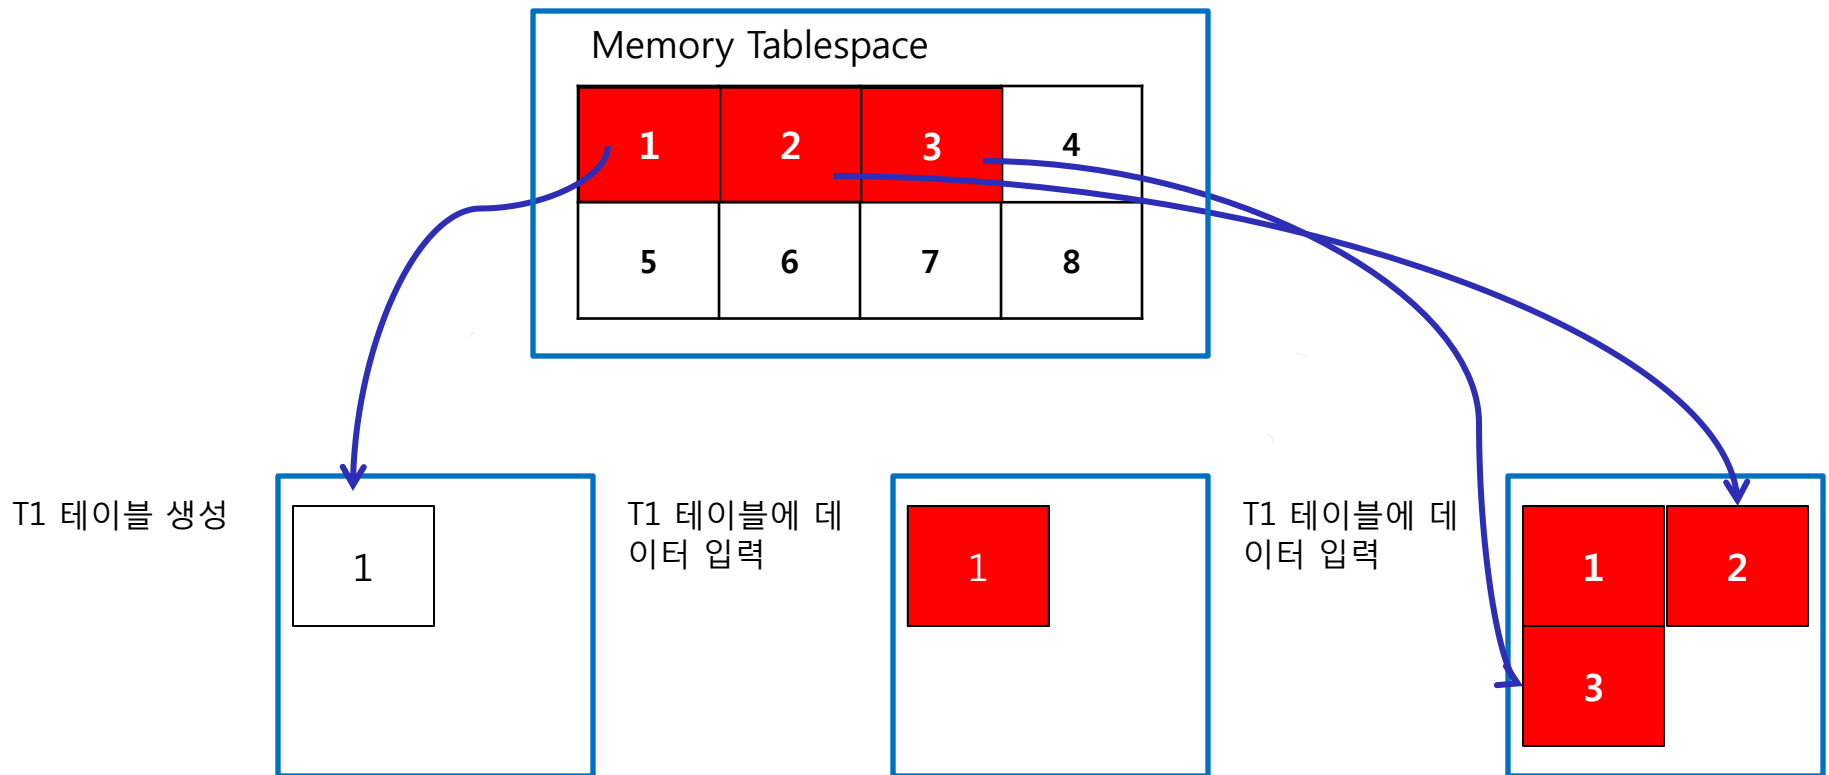 Memory Tablespace
1 2 3 4
5 6 7 8
T1 테이블 생성
1
T1 테이블에 데
이터 입력
1
T1 테이블에 데
이터 입력
1 2
3